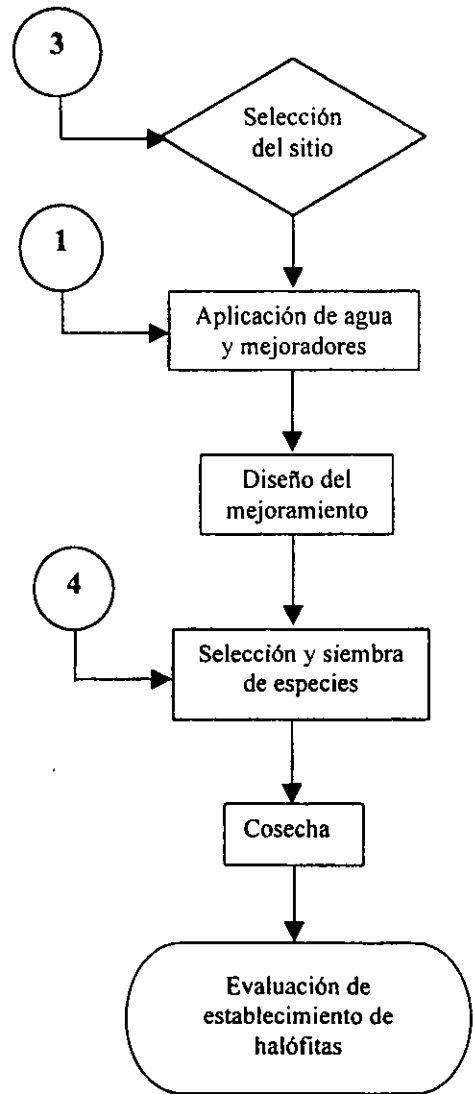 3
Selección
del sitio
1
Aplicación de agua
y mejoradores
Diseño del
mejoramiento
4
Selección y siembra
de especies
Cosecha
Evaluación de
establecimiento de
halófitas